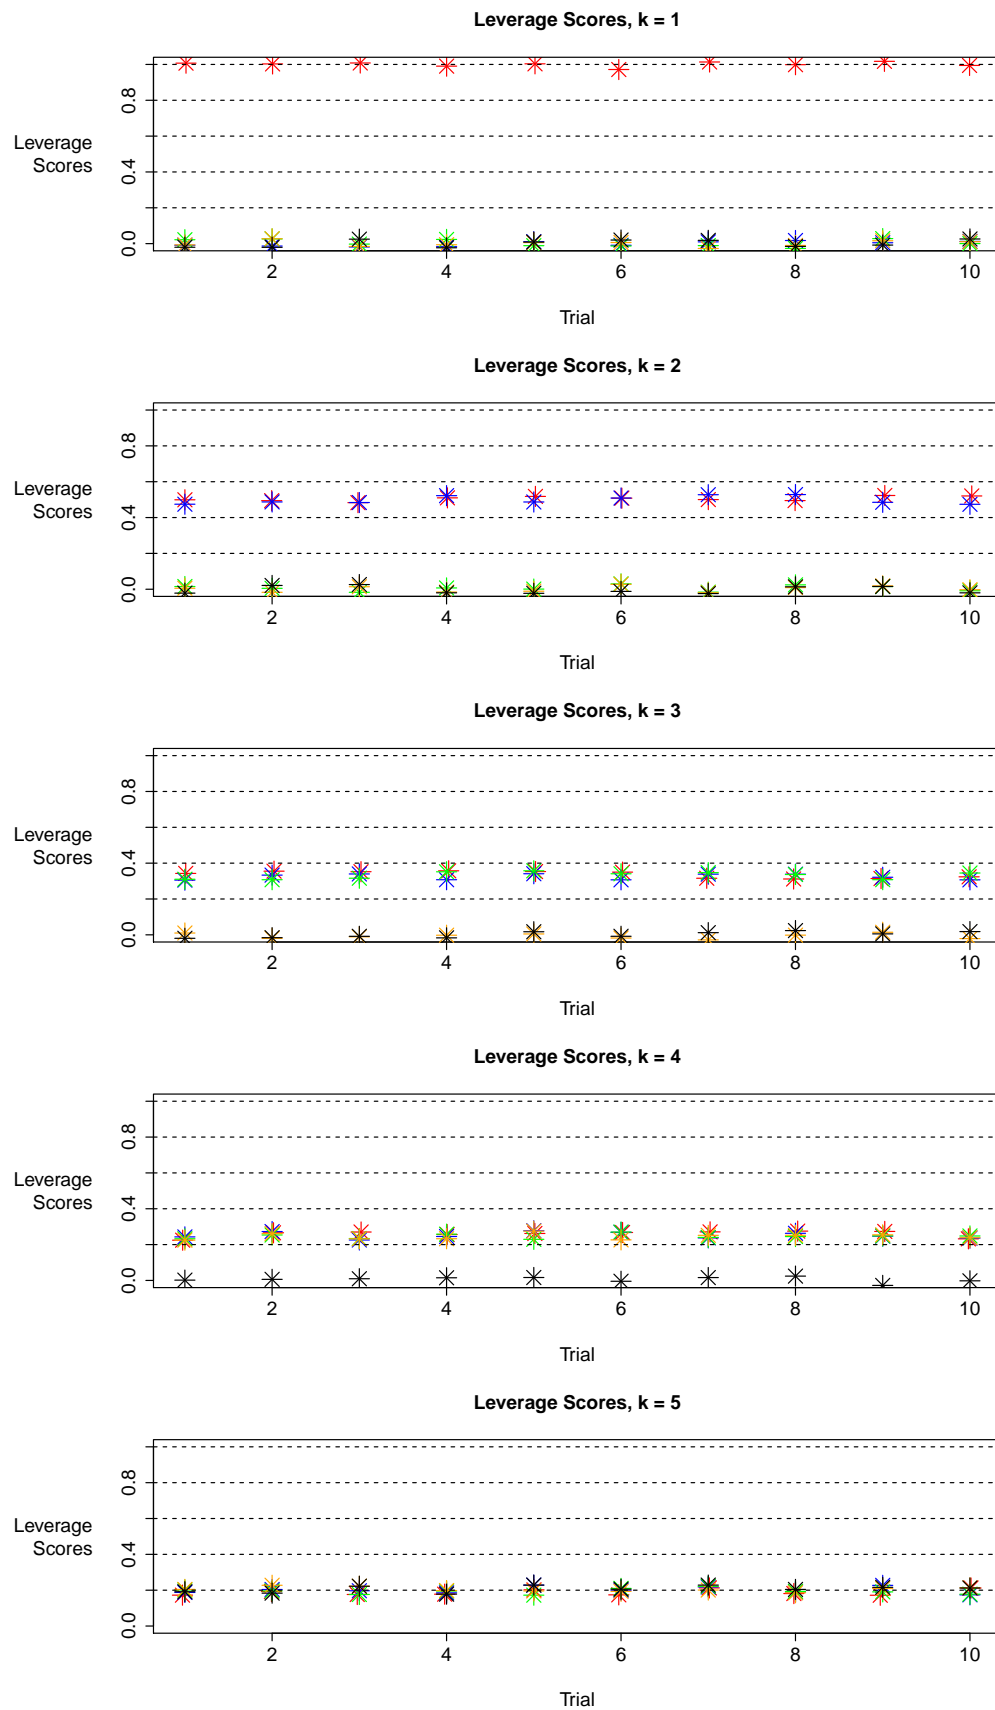 Leverage Scores, k = 1
0.8
0.4
0.0
Leverage
Scores
2 4 6 8 10
Trial
Leverage Scores, k = 2
0.8
0.4
0.0
Leverage
Scores
2 4 6 8 10
Trial
Leverage Scores, k = 3
0.8
0.4
0.0
Leverage
Scores
2 4 6 8 10
Trial
Leverage Scores, k = 4
0.8
0.4
0.0
Leverage
Scores
2 4 6 8 10
Trial
Leverage Scores, k = 5
0.8
0.4
0.0
Leverage
Scores
2 4 6 8 10
Trial